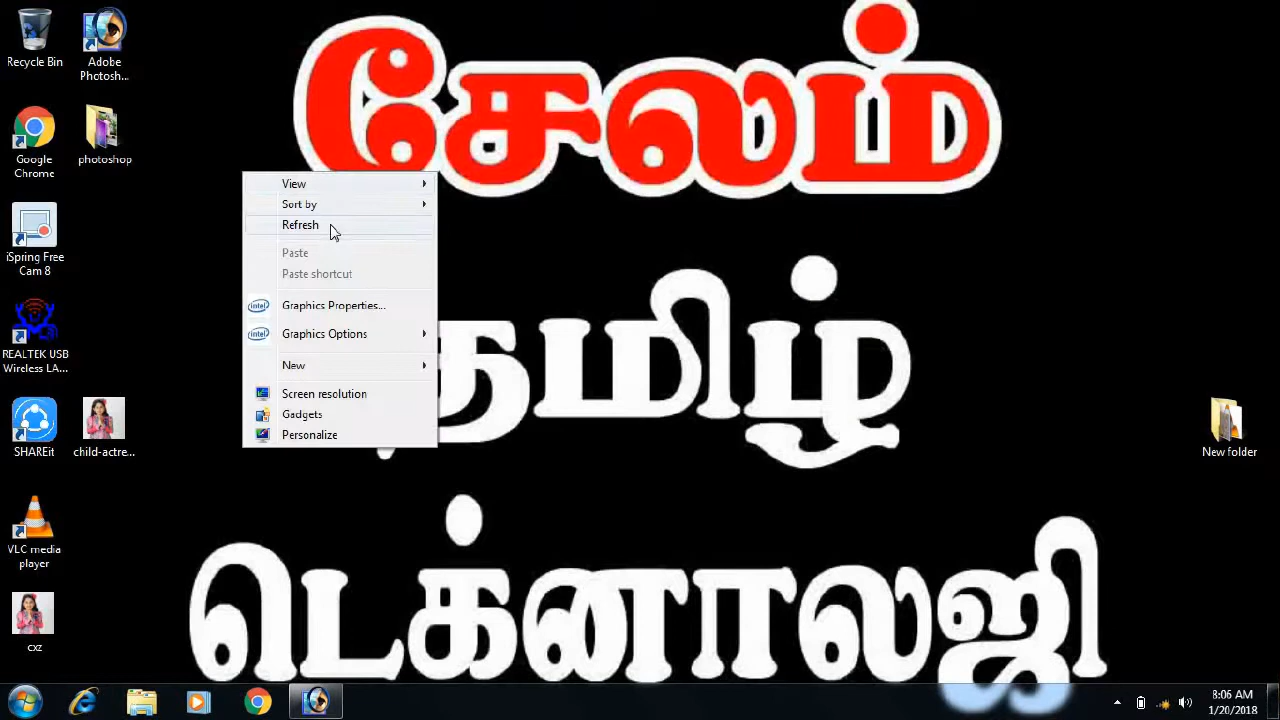 சேலம்
தமிழ்
டெக்னாலஜி
Recycle Bin
Adobe
Photosh...
Google
Chrome
photoshop
iSpring Free
Cam 8
REALTEK USB
Wireless LA...
SHAREit
child-actre...
VLC media
player
cxz
View
Sort by
Refresh
Paste
Paste shortcut
intel Graphics Properties...
intel Graphics Options
New
Screen resolution
Gadgets
Personalize
New folder
8:06 AM
1/20/2018